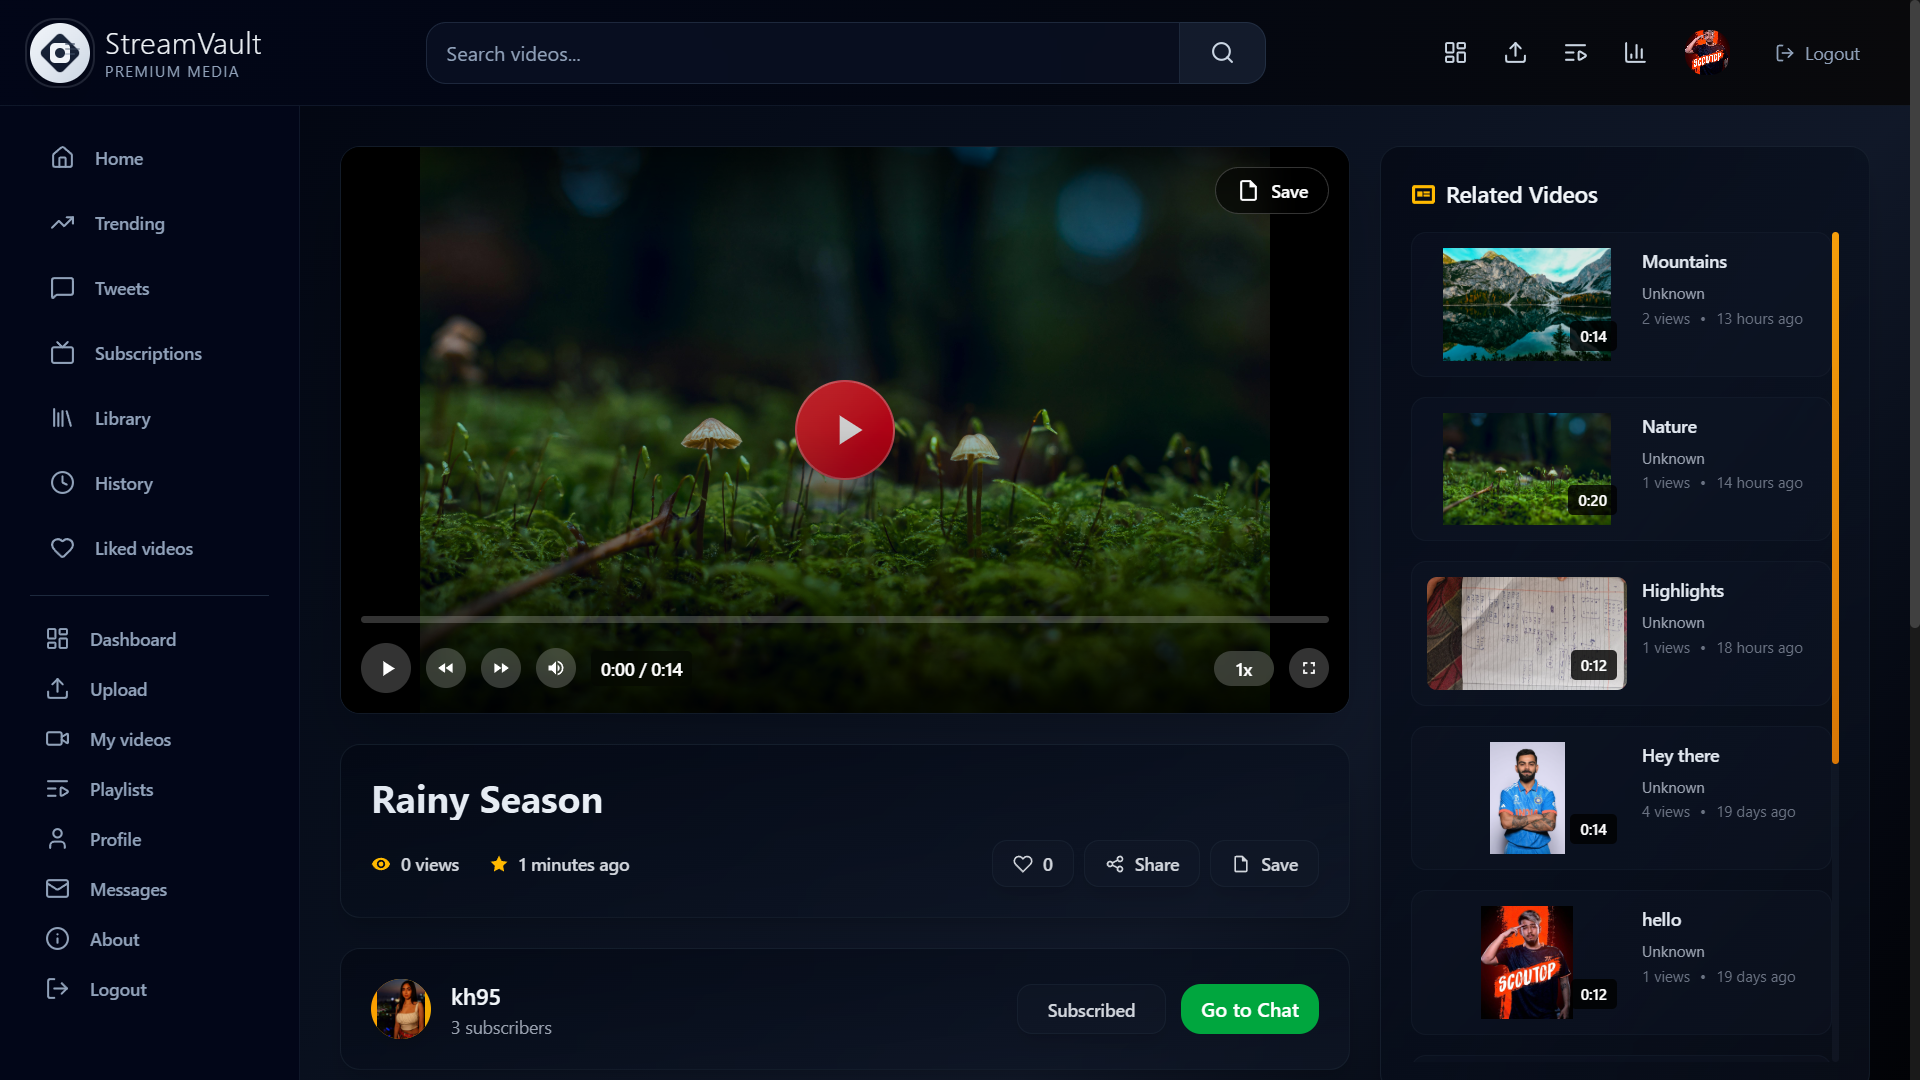 StreamVault
PREMIUM MEDIA
Search videos...
Logout
Home
Trending
Tweets
Subscriptions
Library
History
Liked videos
Dashboard
Upload
My videos
Playlists
Profile
Messages
About
Logout
Save
0:00 / 0:14
1x
Rainy Season
0 views
1 minutes ago
0
Share
Save
kh95
3 subscribers
Subscribed
Go to Chat
Related Videos
0:14
Mountains
Unknown
2 views • 13 hours ago
0:20
Nature
Unknown
1 views • 14 hours ago
0:12
Highlights
Unknown
1 views • 18 hours ago
0:14
Hey there
Unknown
4 views • 19 days ago
SCOUTOP
0:12
hello
Unknown
1 views • 19 days ago